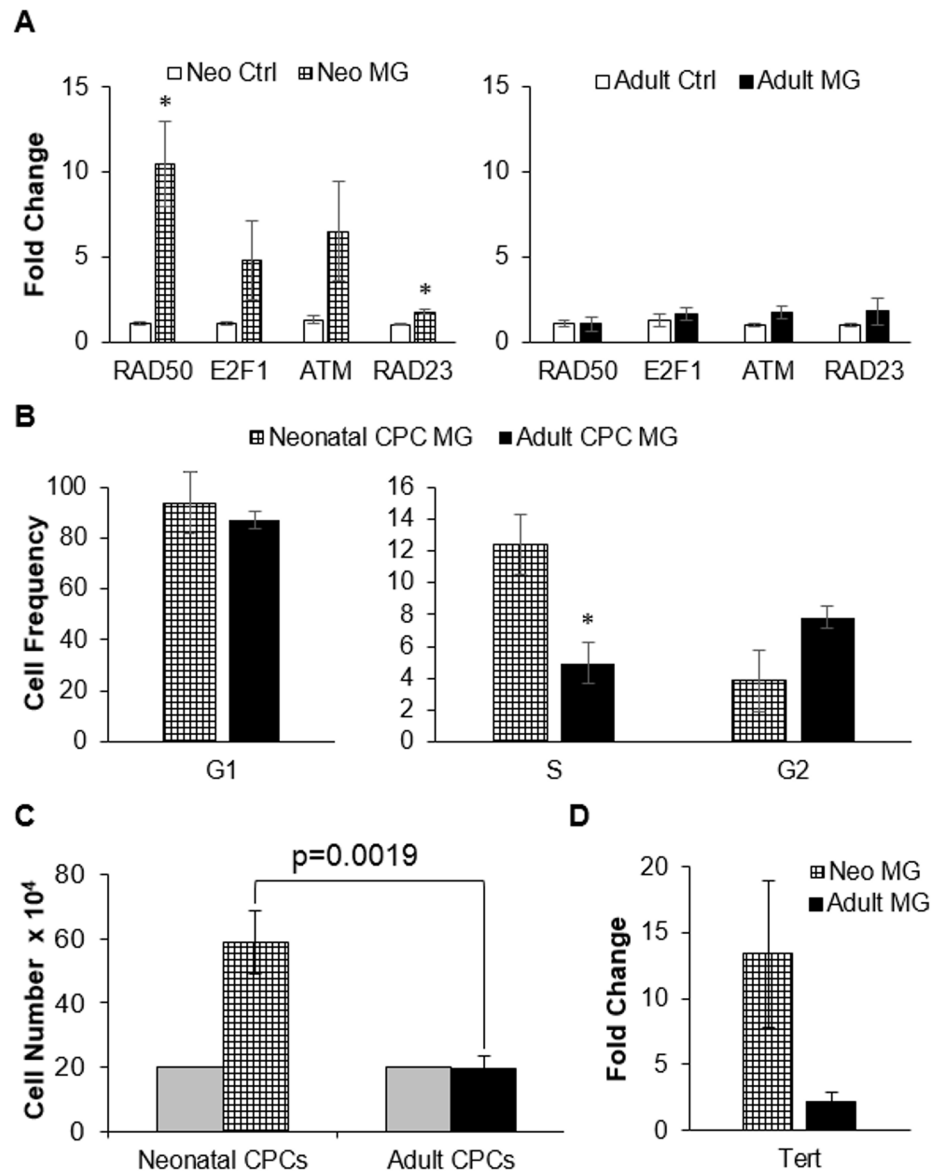 A
Neo Ctrl Neo MG
Adult Ctrl Adult MG
Fold Change
15
10
5
0
*
*
RAD50 E2F1 ATM RAD23
15
10
5
0
RAD50 E2F1 ATM RAD23
B
Neonatal CPC MG Adult CPC MG
Cell Frequency
100
80
60
40
20
0
G1
16
14
12
10
8
6
4
2
0
*
S G2
C
p=0.0019
Cell Number x 10⁴
80
60
40
20
0
Neonatal CPCs Adult CPCs
D
Neo MG
Adult MG
Fold Change
20
15
10
5
0
Tert